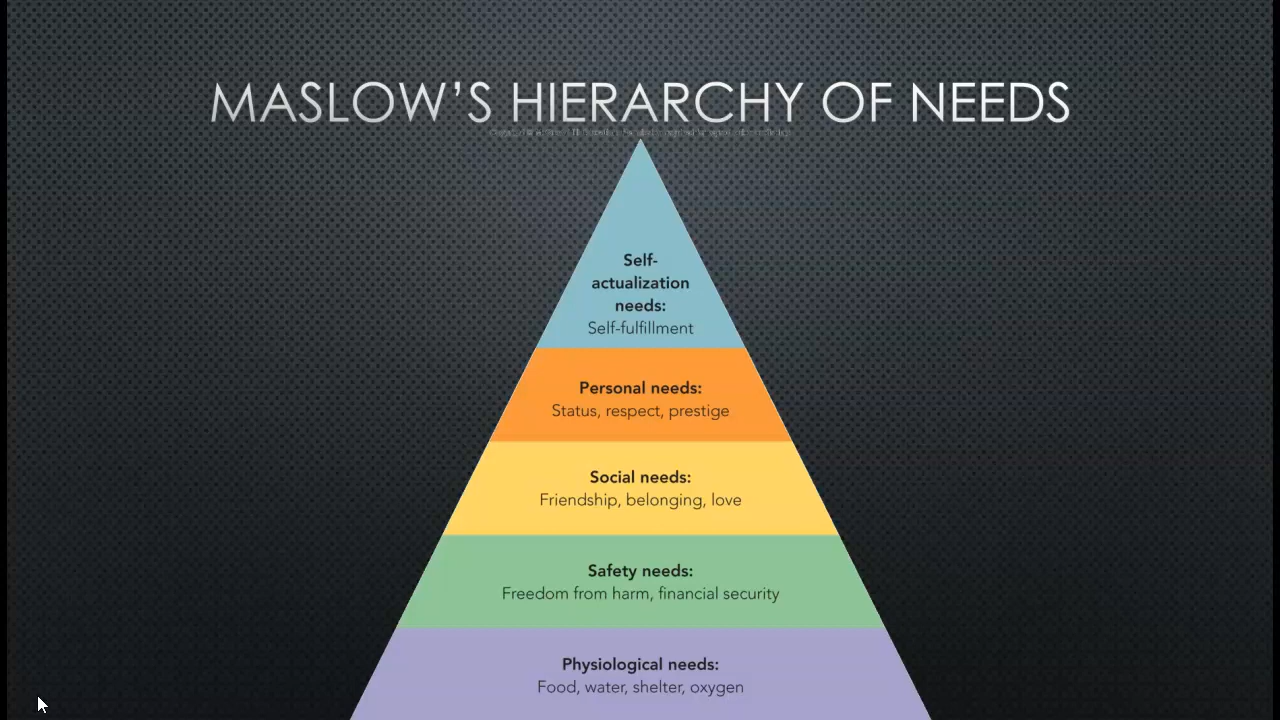 MASLOW’S HIERARCHY OF NEEDS
Self-
actualization
needs:
Self-fulfillment
Personal needs:
Status, respect, prestige
Social needs:
Friendship, belonging, love
Safety needs:
Freedom from harm, financial security
Physiological needs:
Food, water, shelter, oxygen